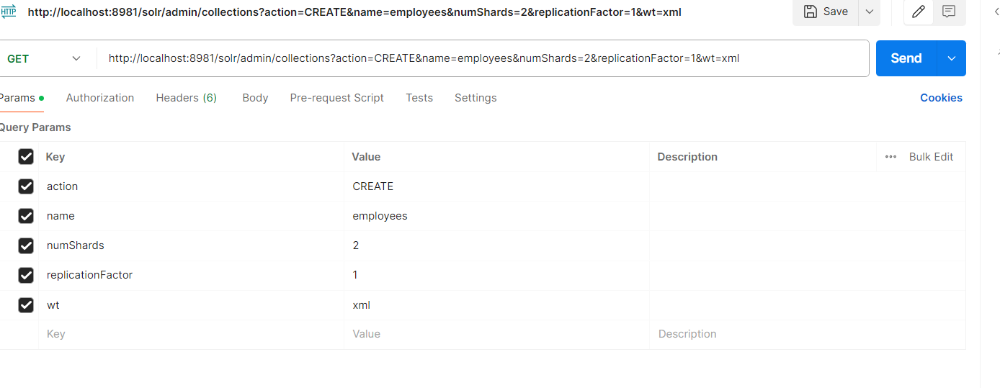 HTTP http://localhost:8981/solr/admin/collections?action=CREATE&name=employees&numShards=2&replicationFactor=1&wt=xml Save
GET http://localhost:8981/solr/admin/collections?action=CREATE&name=employees&numShards=2&replicationFactor=1&wt=xml Send
Params Authorization Headers (6) Body Pre-request Script Tests Settings Cookies
Query Params
Key Value Description Bulk Edit
action CREATE
name employees
numShards 2
replicationFactor 1
wt xml
Key Value Description